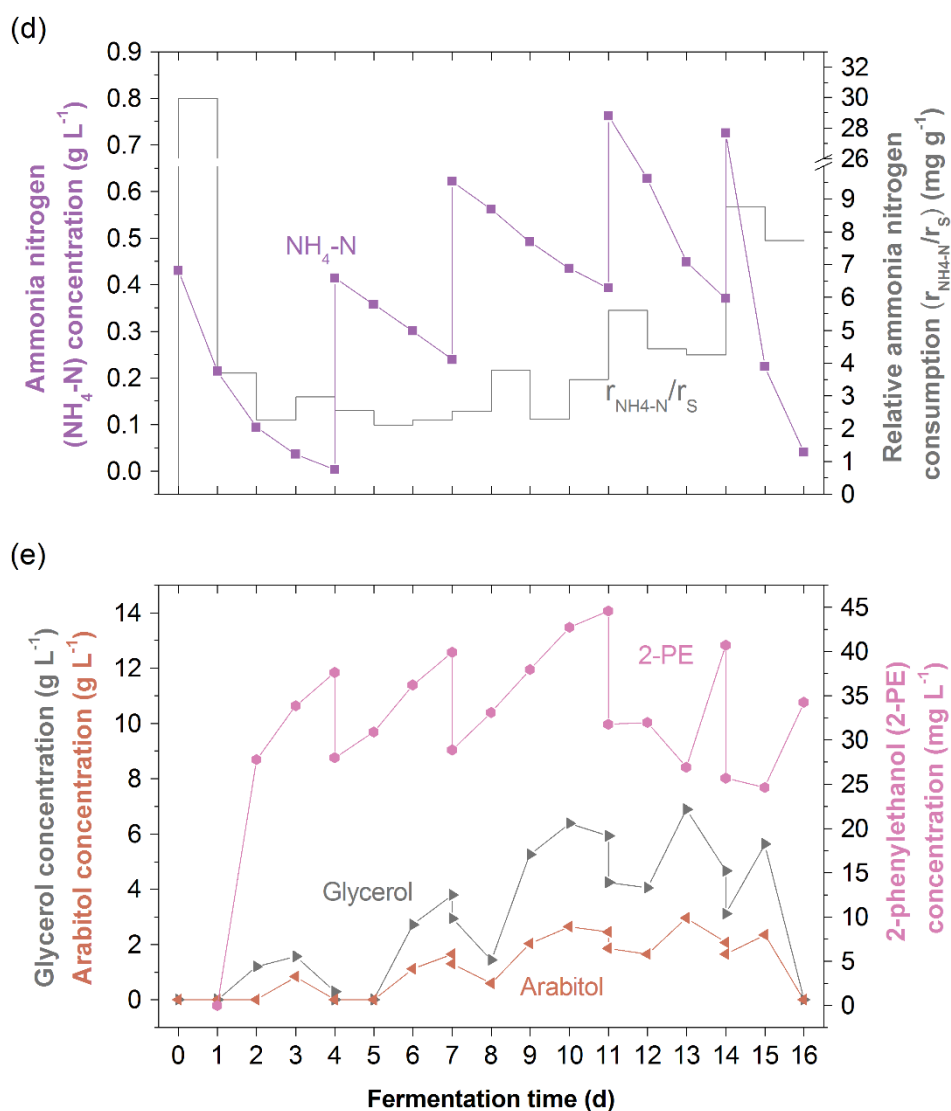 (d)
Ammonia nitrogen
(NH4-N) concentration (g L-1)
0.9
0.8
0.7
0.6
0.5
0.4
0.3
0.2
0.1
0.0
NH4-N
rNH4-N/rS
32
30
28
26
9
8
7
6
5
4
3
2
1
0
Relative ammonia nitrogen
consumption (rNH4-N/rS) (mg g-1)
(e)
Glycerol concentration (g L-1)
Arabitol concentration (g L-1)
14
12
10
8
6
4
2
0
2-PE
Glycerol
Arabitol
45
40
35
30
25
20
15
10
5
0
2-phenylethanol (2-PE)
concentration (mg L-1)
0 1 2 3 4 5 6 7 8 9 10 11 12 13 14 15 16
Fermentation time (d)